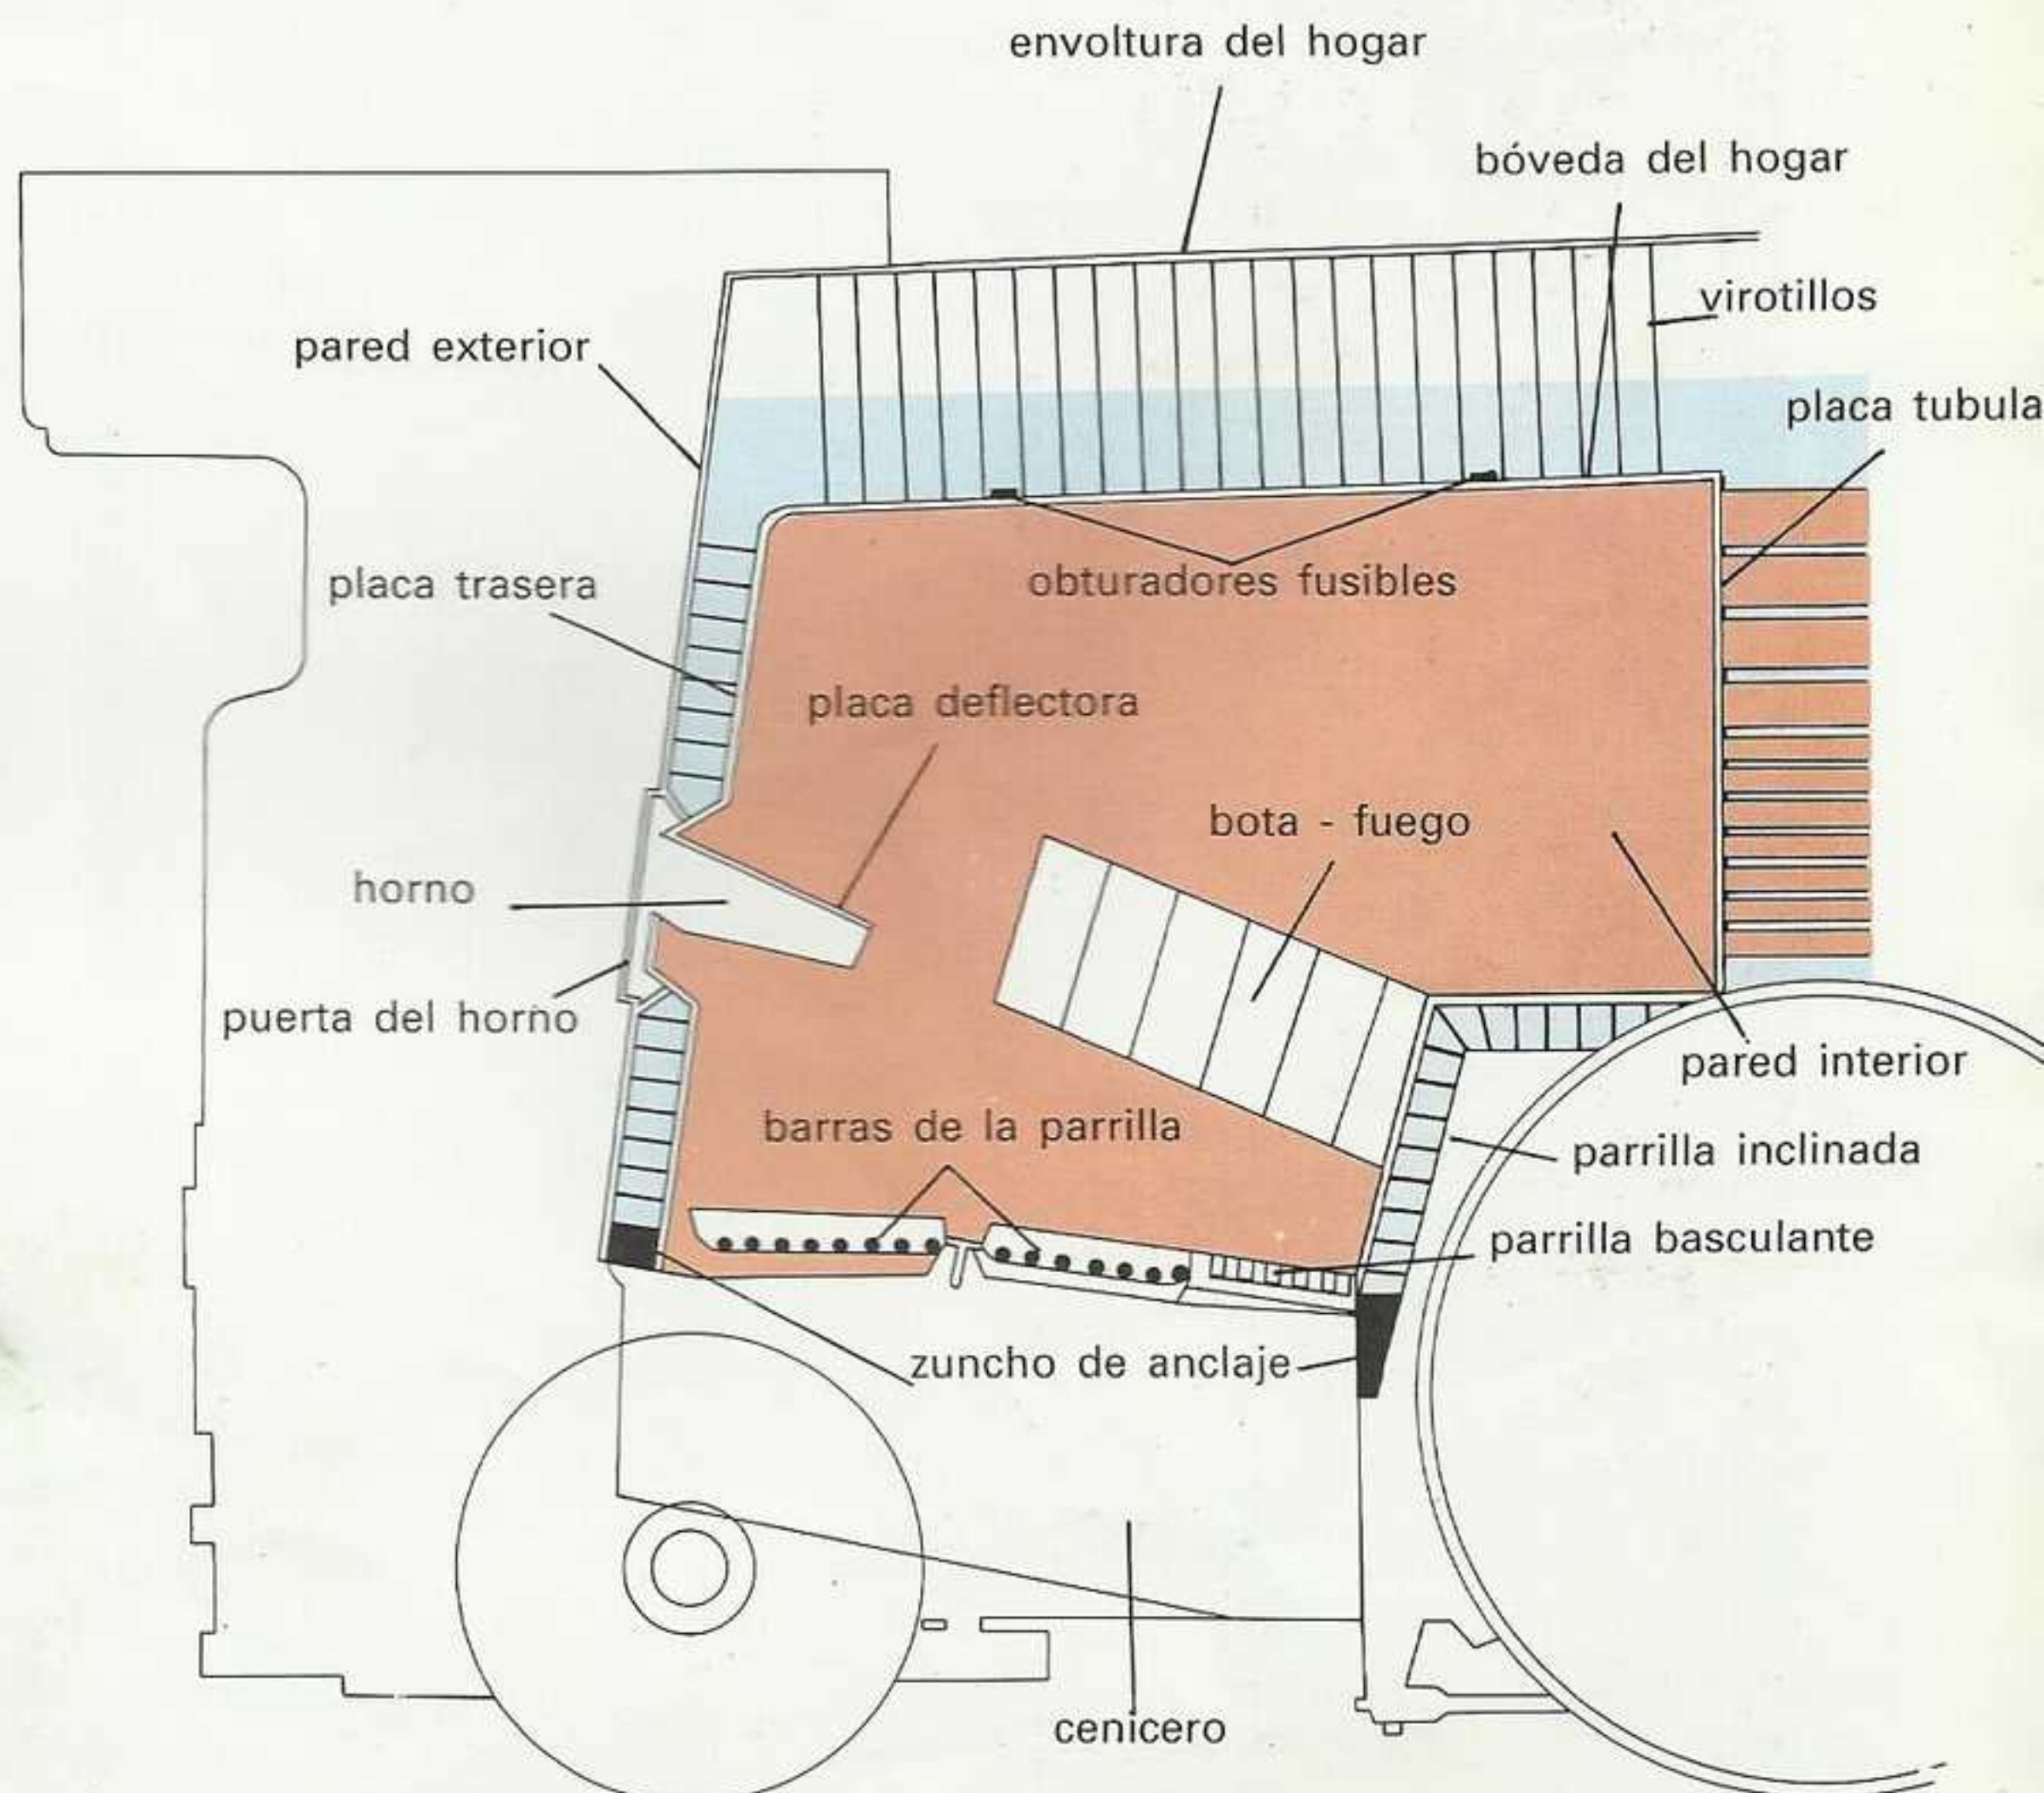 envoltura del hogar
bóveda del hogar
virotillos
pared exterior
placa tubula
placa trasera
obturadores fusibles
placa deflectora
bota - fuego
horno
puerta del horno
pared interior
barras de la parrilla
parrilla inclinada
parrilla basculante
zuncho de anclaje
cenicero